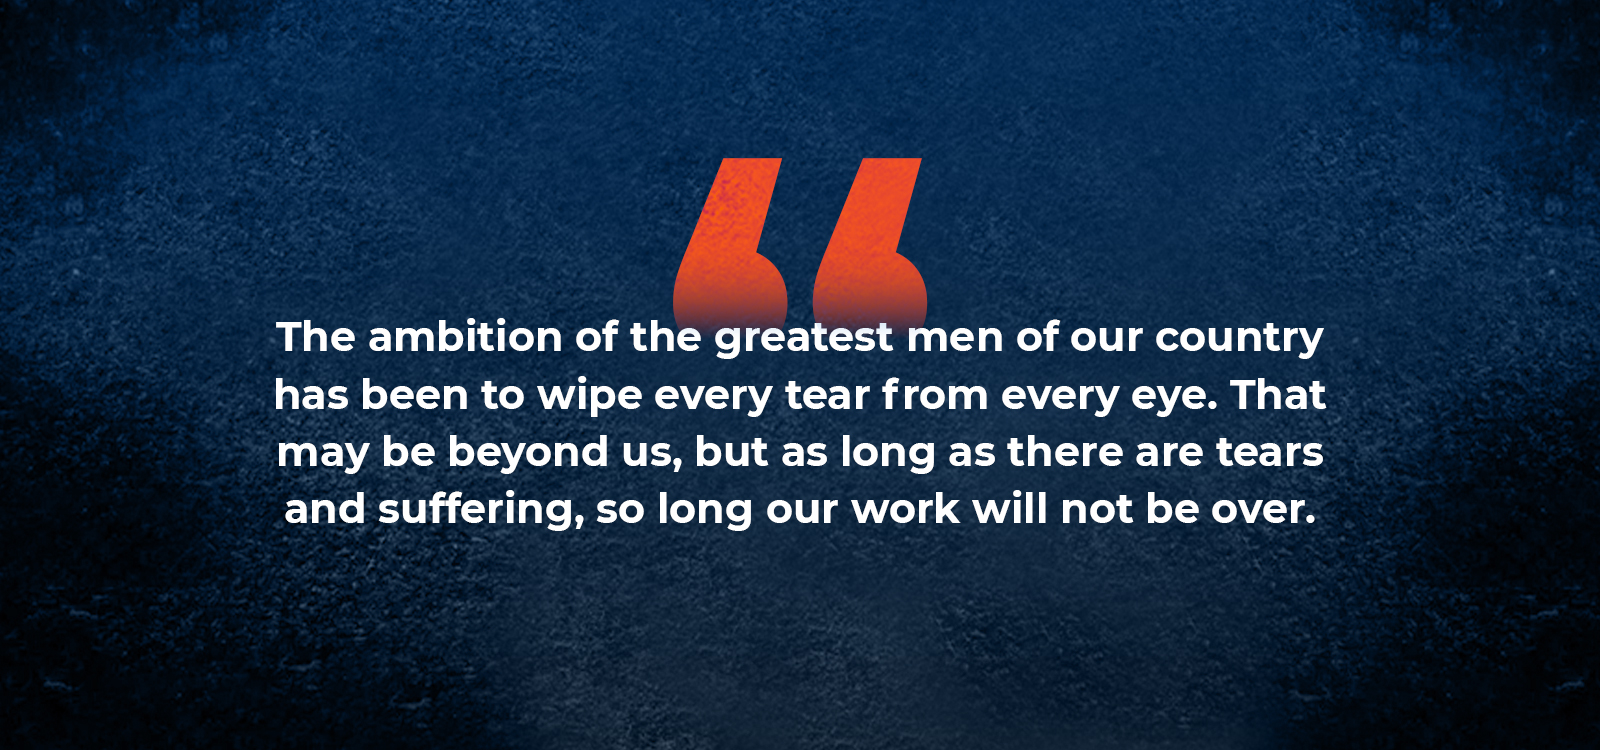 “
The ambition of the greatest men of our country
has been to wipe every tear from every eye. That
may be beyond us, but as long as there are tears
and suffering, so long our work will not be over.